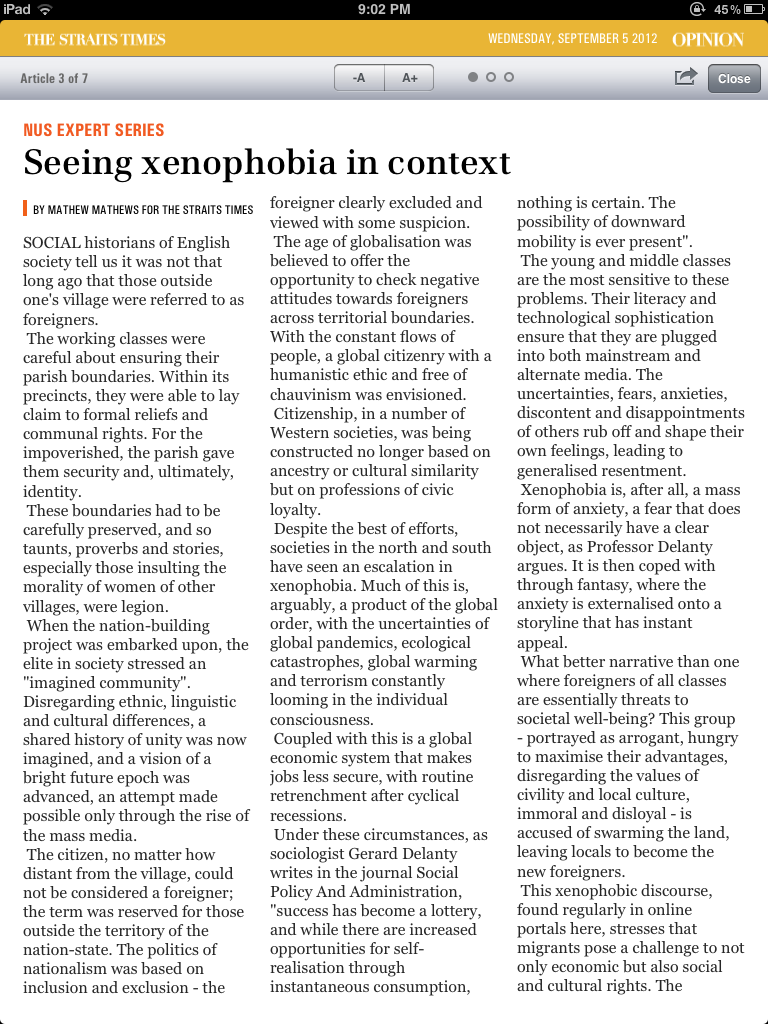 iPad 9:02 PM 45%
THE STRAITS TIMES WEDNESDAY, SEPTEMBER 5 2012 OPINION
Article 3 of 7 -A A+ Close
NUS EXPERT SERIES
Seeing xenophobia in context
BY MATHEW MATHEWS FOR THE STRAITS TIMES
SOCIAL historians of English
society tell us it was not that
long ago that those outside
one's village were referred to as
foreigners.
The working classes were
careful about ensuring their
parish boundaries. Within its
precincts, they were able to lay
claim to formal reliefs and
communal rights. For the
impoverished, the parish gave
them security and, ultimately,
identity.
These boundaries had to be
carefully preserved, and so
taunts, proverbs and stories,
especially those insulting the
morality of women of other
villages, were legion.
When the nation-building
project was embarked upon, the
elite in society stressed an
"imagined community".
Disregarding ethnic, linguistic
and cultural differences, a
shared history of unity was now
imagined, and a vision of a
bright future epoch was
advanced, an attempt made
possible only through the rise of
the mass media.
The citizen, no matter how
distant from the village, could
not be considered a foreigner;
the term was reserved for those
outside the territory of the
nation-state. The politics of
nationalism was based on
inclusion and exclusion - the
foreigner clearly excluded and
viewed with some suspicion.
The age of globalisation was
believed to offer the
opportunity to check negative
attitudes towards foreigners
across territorial boundaries.
With the constant flows of
people, a global citizenry with a
humanistic ethic and free of
chauvinism was envisioned.
Citizenship, in a number of
Western societies, was being
constructed no longer based on
ancestry or cultural similarity
but on professions of civic
loyalty.
Despite the best of efforts,
societies in the north and south
have seen an escalation in
xenophobia. Much of this is,
arguably, a product of the global
order, with the uncertainties of
global pandemics, ecological
catastrophes, global warming
and terrorism constantly
looming in the individual
consciousness.
Coupled with this is a global
economic system that makes
jobs less secure, with routine
retrenchment after cyclical
recessions.
Under these circumstances, as
sociologist Gerard Delanty
writes in the journal Social
Policy And Administration,
"success has become a lottery,
and while there are increased
opportunities for self-
realisation through
instantaneous consumption,
nothing is certain. The
possibility of downward
mobility is ever present".
The young and middle classes
are the most sensitive to these
problems. Their literacy and
technological sophistication
ensure that they are plugged
into both mainstream and
alternate media. The
uncertainties, fears, anxieties,
discontent and disappointments
of others rub off and shape their
own feelings, leading to
generalised resentment.
Xenophobia is, after all, a mass
form of anxiety, a fear that does
not necessarily have a clear
object, as Professor Delanty
argues. It is then coped with
through fantasy, where the
anxiety is externalised onto a
storyline that has instant
appeal.
What better narrative than one
where foreigners of all classes
are essentially threats to
societal well-being? This group
- portrayed as arrogant, hungry
to maximise their advantages,
disregarding the values of
civility and local culture,
immoral and disloyal - is
accused of swarming the land,
leaving locals to become the
new foreigners.
This xenophobic discourse,
found regularly in online
portals here, stresses that
migrants pose a challenge to not
only economic but also social
and cultural rights. The